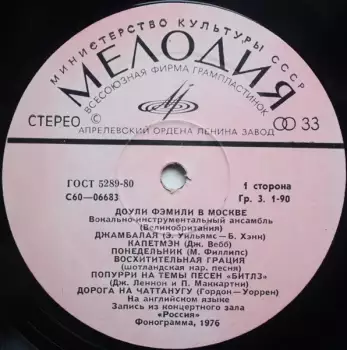 МИНИСТЕРСТВО КУЛЬТУРЫ СССР
МЕЛОДИЯ
ВСЕСОЮЗНАЯ ФИРМА ГРАМПЛАСТИНОК
СТЕРЕО © 33
АПРЕЛЕВСКИЙ ОРДЕНА ЛЕНИНА ЗАВОД
ГОСТ 5289-80 1 сторона
С60—06683 Гр. 3. 1-90
ДОУЛИ ФЭМИЛИ В МОСКВЕ
Вокально-инструментальный ансамбль
(Великобритания)
ДЖАМБАЛАЯ (Э. Уильямс—Б. Хэнн)
КАПЕТМЭН (Дж. Вебб)
ПОНЕДЕЛЬНИК (М. Филлипс)
ВОСХИТИТЕЛЬНАЯ ГРАЦИЯ
(шотландская нар. песня)
ПОПУРРИ НА ТЕМЫ ПЕСЕН «БИТЛЗ»
(Дж. Леннон и П. Маккартни)
ДОРОГА НА ЧАТТАНУГУ (Гордон—Уоррен)
На английском языке
Запись из концертного зала
«Россия»
Фонограмма, 1976